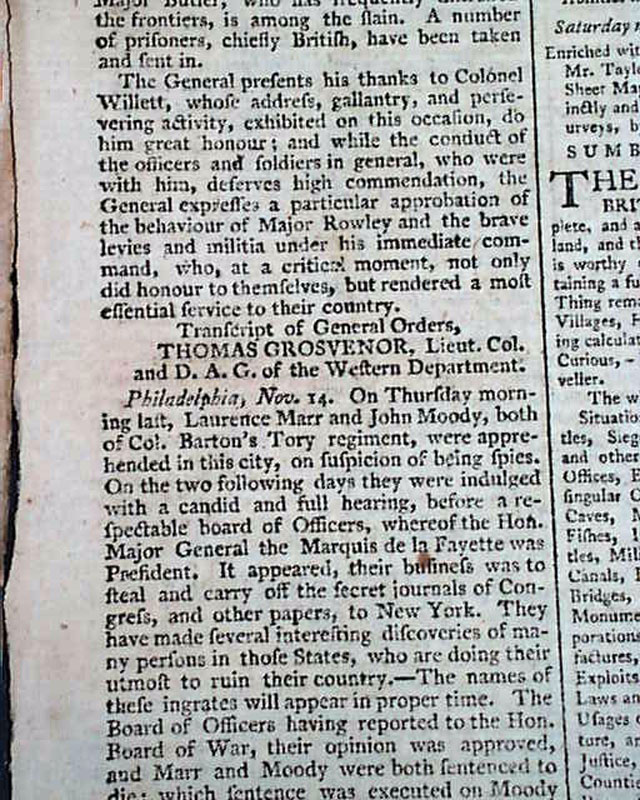 Major Butler, who has frequently
the frontiers, is among the ſlain. A number
of priſoners, chiefly Britiſh, have been taken
and ſent in.
The General preſents his thanks to Colonel
Willett, whoſe addreſs, gallantry, and perſe-
vering activity, exhibited on this occaſion, do
him great honour; and while the conduct of
the officers and ſoldiers in general, who were
with him, deſerves high commendation, the
General expreſſes a particular approbation of
the behaviour of Major Rowley and the brave
levies and militia under his immediate com-
mand, who, at a critical moment, not only
did honour to themſelves, but rendered a moſt
eſſential ſervice to their country.
Tranſcript of General Orders,
THOMAS GROSVENOR, Lieut. Col.
and D. A. G. of the Weſtern Department.
Philadelphia, Nov. 14. On Thurſday morn-
ing laſt, Laurence Marr and John Moody, both
of Col. Barton's Tory regiment, were appre-
hended in this city, on ſuſpicion of being ſpies.
On the two following days they were indulged
with a candid and full hearing, before a re-
ſpectable board of Officers, whereof the Hon.
Major General the Marquis de la Fayette was
Preſident. It appeared, their buſineſs was to
ſteal and carry off the ſecret journals of Con-
greſs, and other papers, to New York. They
have made ſeveral intereſting diſcoveries of ma-
ny perſons in thoſe States, who are doing their
utmoſt to ruin their country.—The names of
theſe ingrates will appear in proper time. The
Board of Officers having reported to the Hon.
Board of War, their opinion was approved,
and Marr and Moody were both ſentenced to
die; which ſentence was executed on Moody
Saturday
Enriched wit
Mr. Tayl
Sheet Ma
inctly and
urveys, b
S U M B
THE
BRIT
plete, and a
land, and th
is worthy
taining a fu
Thing rem
Villages, H
ing calculat
Curious, -
veller.
The w
Situatio
tles, Sieg
and other
Offices, E
ſingular C
Caves, M
Fiſhes, I
tles, Mil
Canals, 
Bridges,
Monume
porations
factures,
Exploits
Laws an
Uſages
ture, ar
Juſtice,
Countr